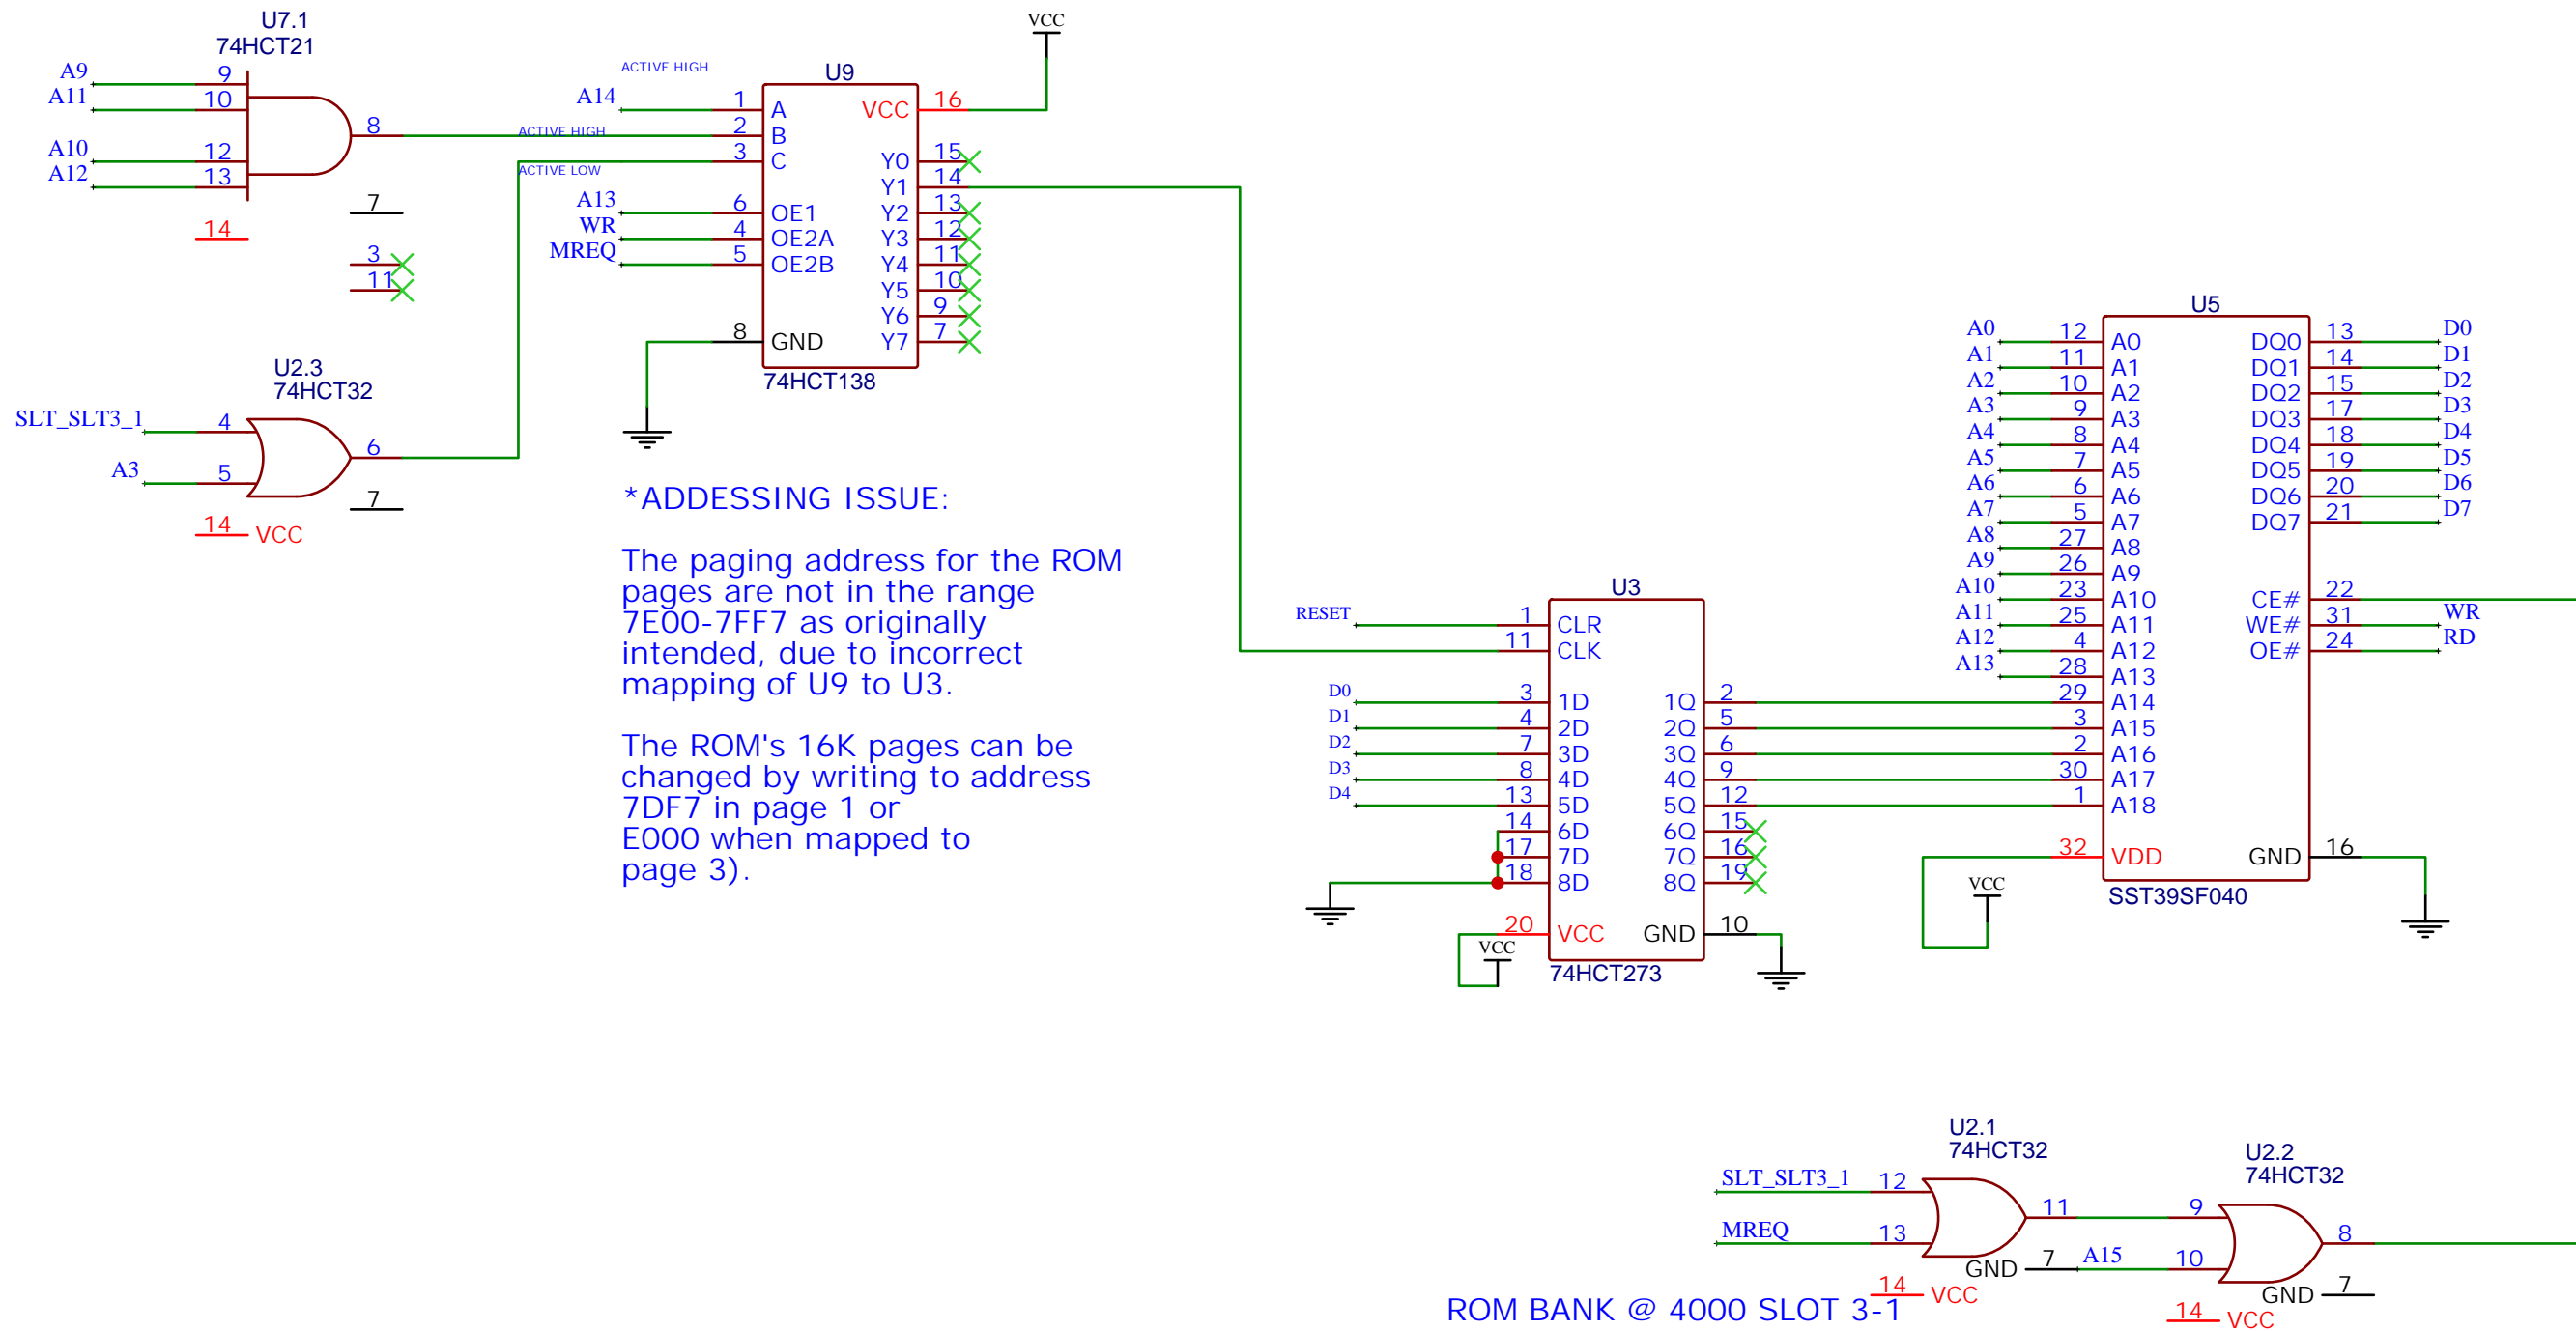 U7.1
74HCT21
A9
9
A11
10
A10
12
A12
13
8
7
14
3
11
U2.3
74HCT32
SLT_SLT3_1
4
A3
5
6
7
14 VCC
ACTIVE HIGH
ACTIVE HIGH
ACTIVE LOW
VCC
U9
A14 1 A
2 B
3 C
A13 6 OE1
WR 4 OE2A
MREQ 5 OE2B
8 GND
VCC 16
Y0 15
Y1 14
Y2 13
Y3 12
Y4 11
Y5 10
Y6 9
Y7 7
74HCT138
*ADDESSING ISSUE:
The paging address for the ROM
pages are not in the range
7E00-7FF7 as originally
intended, due to incorrect
mapping of U9 to U3.
The ROM's 16K pages can be
changed by writing to address
7DF7 in page 1 or
E000 when mapped to
page 3).
U3
RESET 1 CLR
11 CLK
D0 3 1D 1Q 2
D1 4 2D 2Q 5
D2 7 3D 3Q 6
D3 8 4D 4Q 9
D4 13 5D 5Q 12
14 6D 6Q 15
17 7D 7Q 16
18 8D 8Q 19
20 VCC GND 10
VCC
74HCT273
U5
A0 12 A0 DQ0 13 D0
A1 11 A1 DQ1 14 D1
A2 10 A2 DQ2 15 D2
A3 9 A3 DQ3 17 D3
A4 8 A4 DQ4 18 D4
A5 7 A5 DQ5 19 D5
A6 6 A6 DQ6 20 D6
A7 5 A7 DQ7 21 D7
A8 27 A8
A9 26 A9
A10 23 A10 CE# 22
A11 25 A11 WE# 31 WR
A12 4 A12 OE# 24 RD
A13 28 A13
29 A14
3 A15
2 A16
30 A17
1 A18
32 VDD GND 16
VCC
SST39SF040
U2.1
74HCT32
SLT_SLT3_1 12
MREQ 13
11
GND 7
14 VCC
U2.2
74HCT32
9
A15 10
8
GND 7
14 VCC
ROM BANK @ 4000 SLOT 3-1